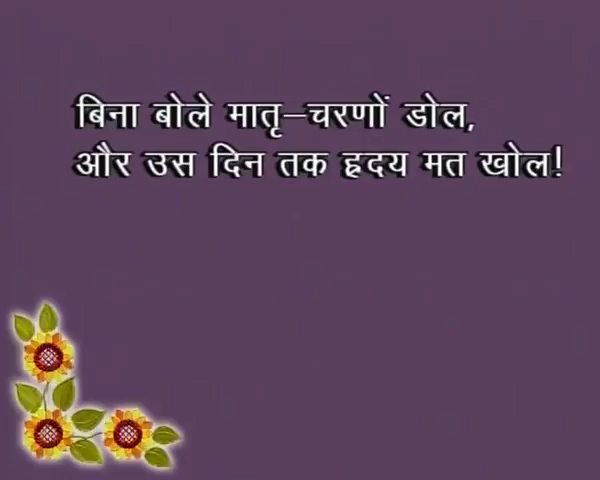 बिना बोले मातृ–चरणों डोल,
और उस दिन तक हृदय मत खोल!